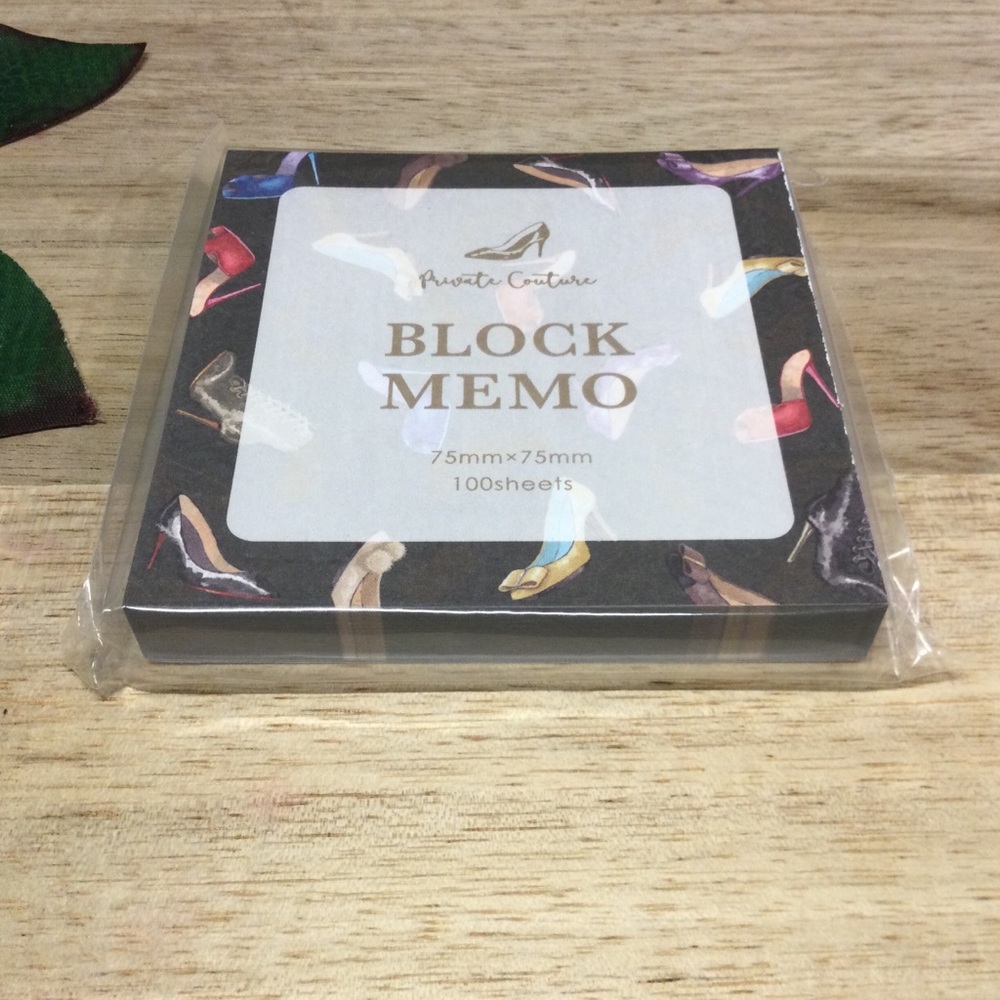 Private Couture
BLOCK
MEMO
75mm×75mm
100sheets